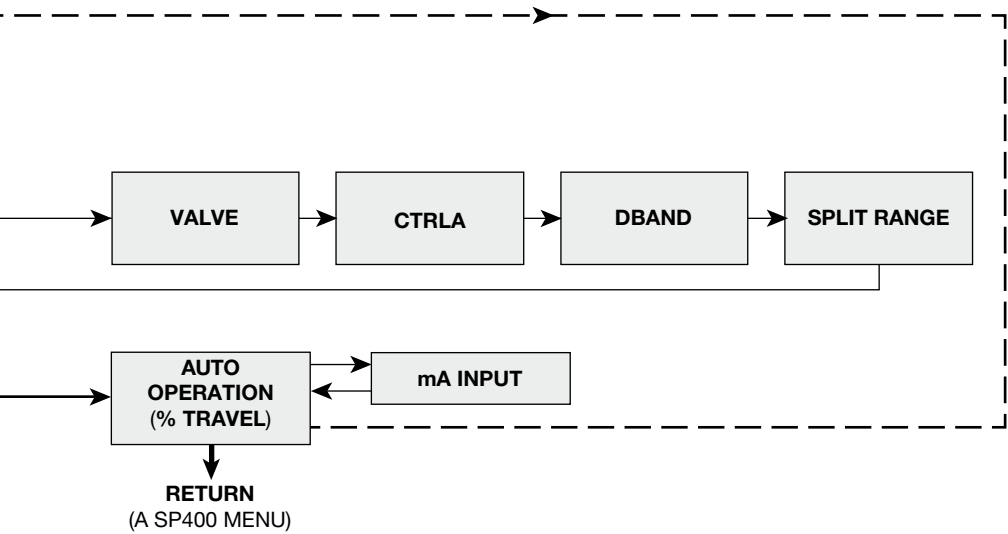 VALVE
CTRLA
DBAND
SPLIT RANGE
AUTO
OPERATION
(% TRAVEL)
mA INPUT
RETURN
(A SP400 MENU)